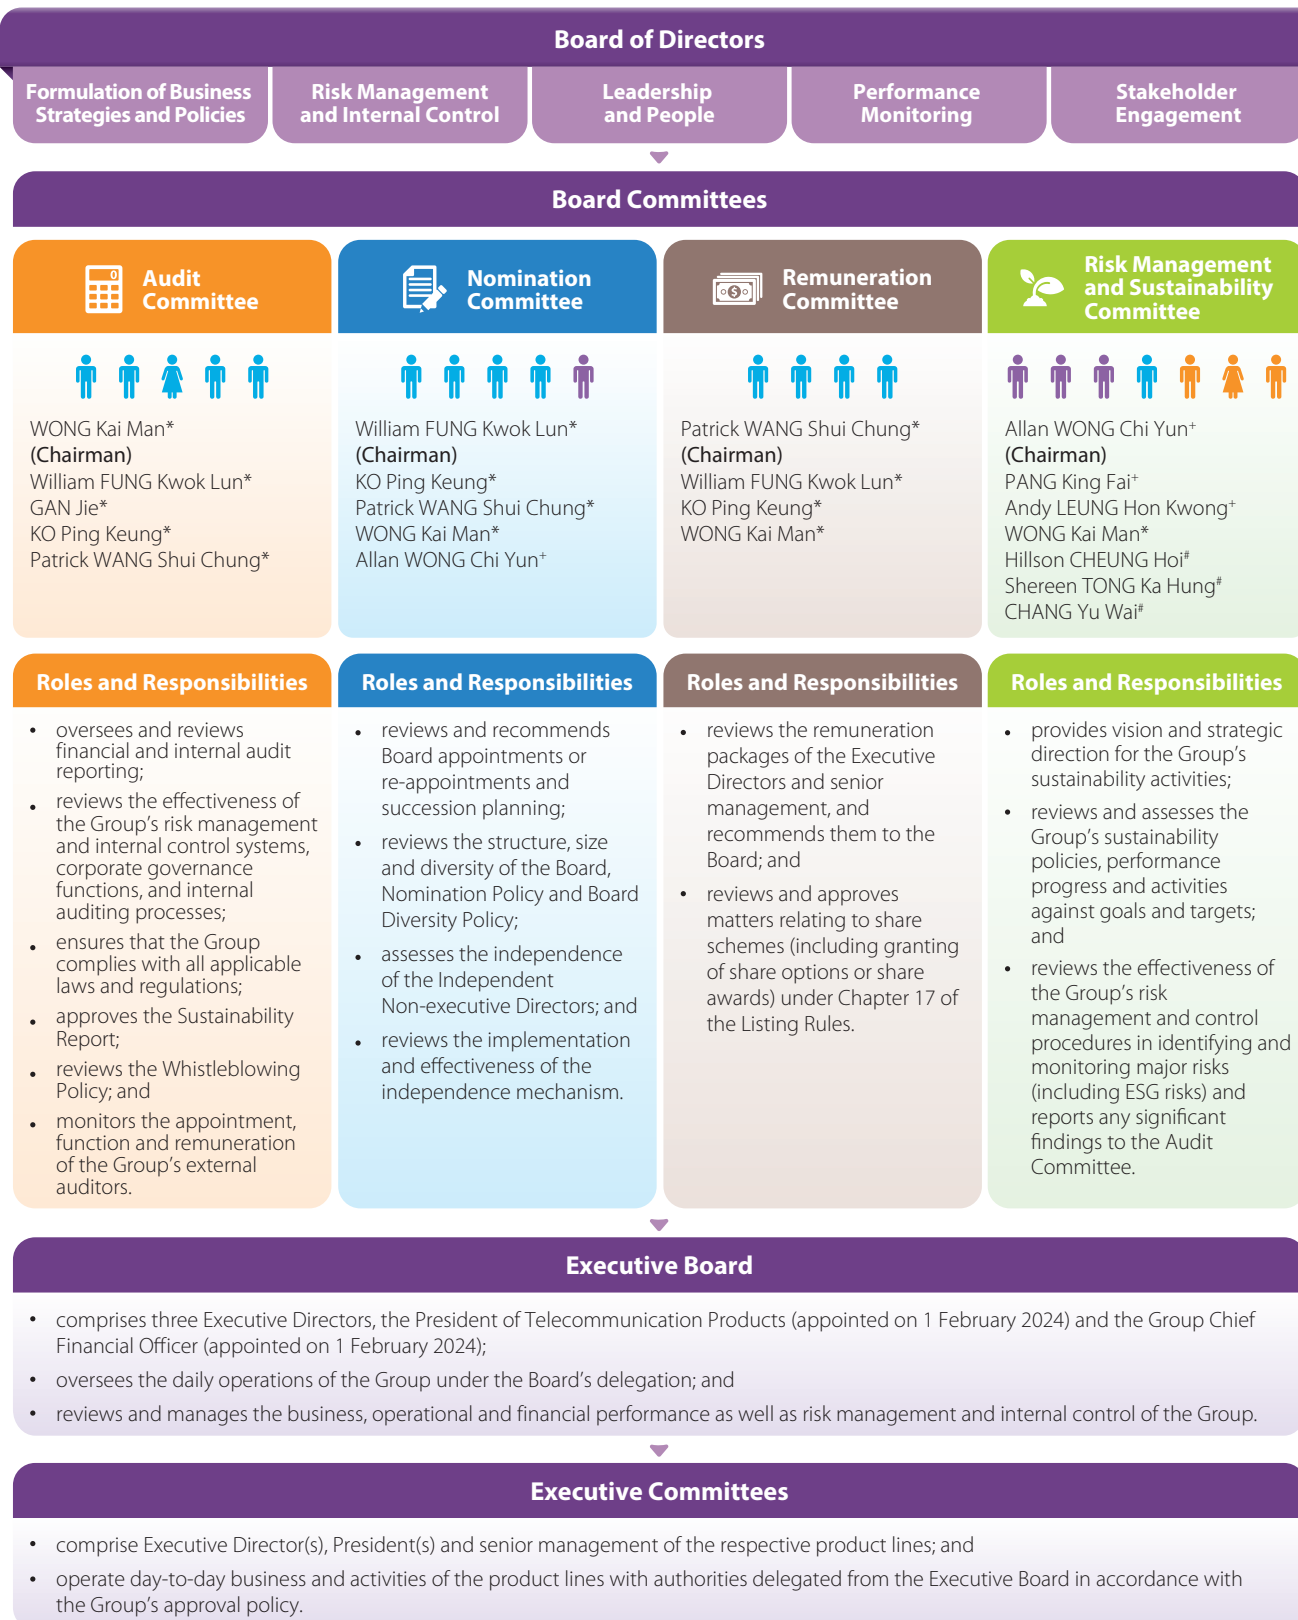 Board of Directors
Formulation of Business
Strategies and Policies
Risk Management
and Internal Control
Leadership
and People
Performance
Monitoring
Stakeholder
Engagement
Board Committees
Audit
Committee
WONG Kai Man*
(Chairman)
William FUNG Kwok Lun*
GAN Jie*
KO Ping Keung*
Patrick WANG Shui Chung*
Nomination
Committee
William FUNG Kwok Lun*
(Chairman)
KO Ping Keung*
Patrick WANG Shui Chung*
WONG Kai Man*
Allan WONG Chi Yun+
Remuneration
Committee
Patrick WANG Shui Chung*
(Chairman)
William FUNG Kwok Lun*
KO Ping Keung*
WONG Kai Man*
Risk Management
and Sustainability
Committee
Allan WONG Chi Yun+
(Chairman)
PANG King Fai+
Andy LEUNG Hon Kwong+
WONG Kai Man*
Hillson CHEUNG Hoi#
Shereen TONG Ka Hung#
CHANG Yu Wai#
Roles and Responsibilities
• oversees and reviews
financial and internal audit
reporting;
• reviews the effectiveness of
the Group's risk management
and internal control systems,
corporate governance
functions, and internal
auditing processes;
• ensures that the Group
complies with all applicable
laws and regulations;
• approves the Sustainability
Report;
• reviews the Whistleblowing
Policy; and
• monitors the appointment,
function and remuneration
of the Group's external
auditors.
Roles and Responsibilities
• reviews and recommends
Board appointments or
re-appointments and
succession planning;
• reviews the structure, size
and diversity of the Board,
Nomination Policy and Board
Diversity Policy;
• assesses the independence
of the Independent
Non-executive Directors; and
• reviews the implementation
and effectiveness of the
independence mechanism.
Roles and Responsibilities
• reviews the remuneration
packages of the Executive
Directors and senior
management, and
recommends them to the
Board; and
• reviews and approves
matters relating to share
schemes (including granting
of share options or share
awards) under Chapter 17 of
the Listing Rules.
Roles and Responsibilities
• provides vision and strategic
direction for the Group's
sustainability activities;
• reviews and assesses the
Group's sustainability
policies, performance
progress and activities
against goals and targets;
and
• reviews the effectiveness of
the Group's risk
management and control
procedures in identifying and
monitoring major risks
(including ESG risks) and
reports any significant
findings to the Audit
Committee.
Executive Board
• comprises three Executive Directors, the President of Telecommunication Products (appointed on 1 February 2024) and the Group Chief
Financial Officer (appointed on 1 February 2024);
• oversees the daily operations of the Group under the Board's delegation; and
• reviews and manages the business, operational and financial performance as well as risk management and internal control of the Group.
Executive Committees
• comprise Executive Director(s), President(s) and senior management of the respective product lines; and
• operate day-to-day business and activities of the product lines with authorities delegated from the Executive Board in accordance with
the Group's approval policy.